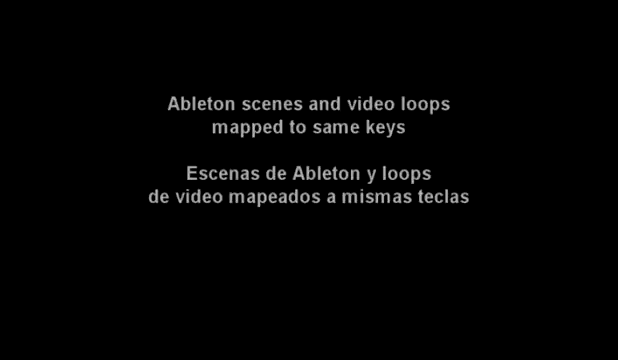 Ableton scenes and video loops
mapped to same keys
Escenas de Ableton y loops
de video mapeados a mismas teclas